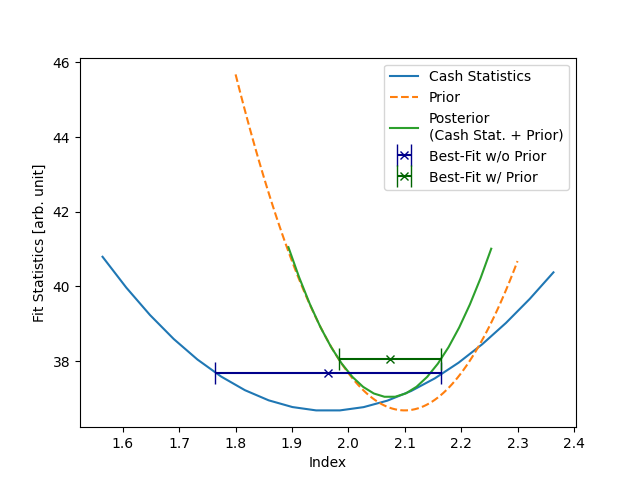 46
44
42
40
38
Fit Statistics [arb. unit]
Cash Statistics
Prior
Posterior
(Cash Stat. + Prior)
Best-Fit w/o Prior
Best-Fit w/ Prior
1.6 1.7 1.8 1.9 2.0 2.1 2.2 2.3 2.4
Index